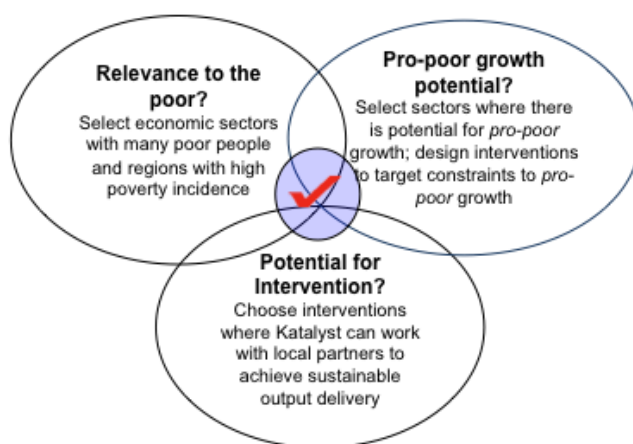 Relevance to the
poor?
Select economic sectors
with many poor people
and regions with high
poverty incidence
Pro-poor growth
potential?
Select sectors where there
is potential for pro-poor
growth; design interventions
to target constraints to pro-
poor growth
Potential for
Intervention?
Choose interventions
where Katalyst can work
with local partners to
achieve sustainable
output delivery